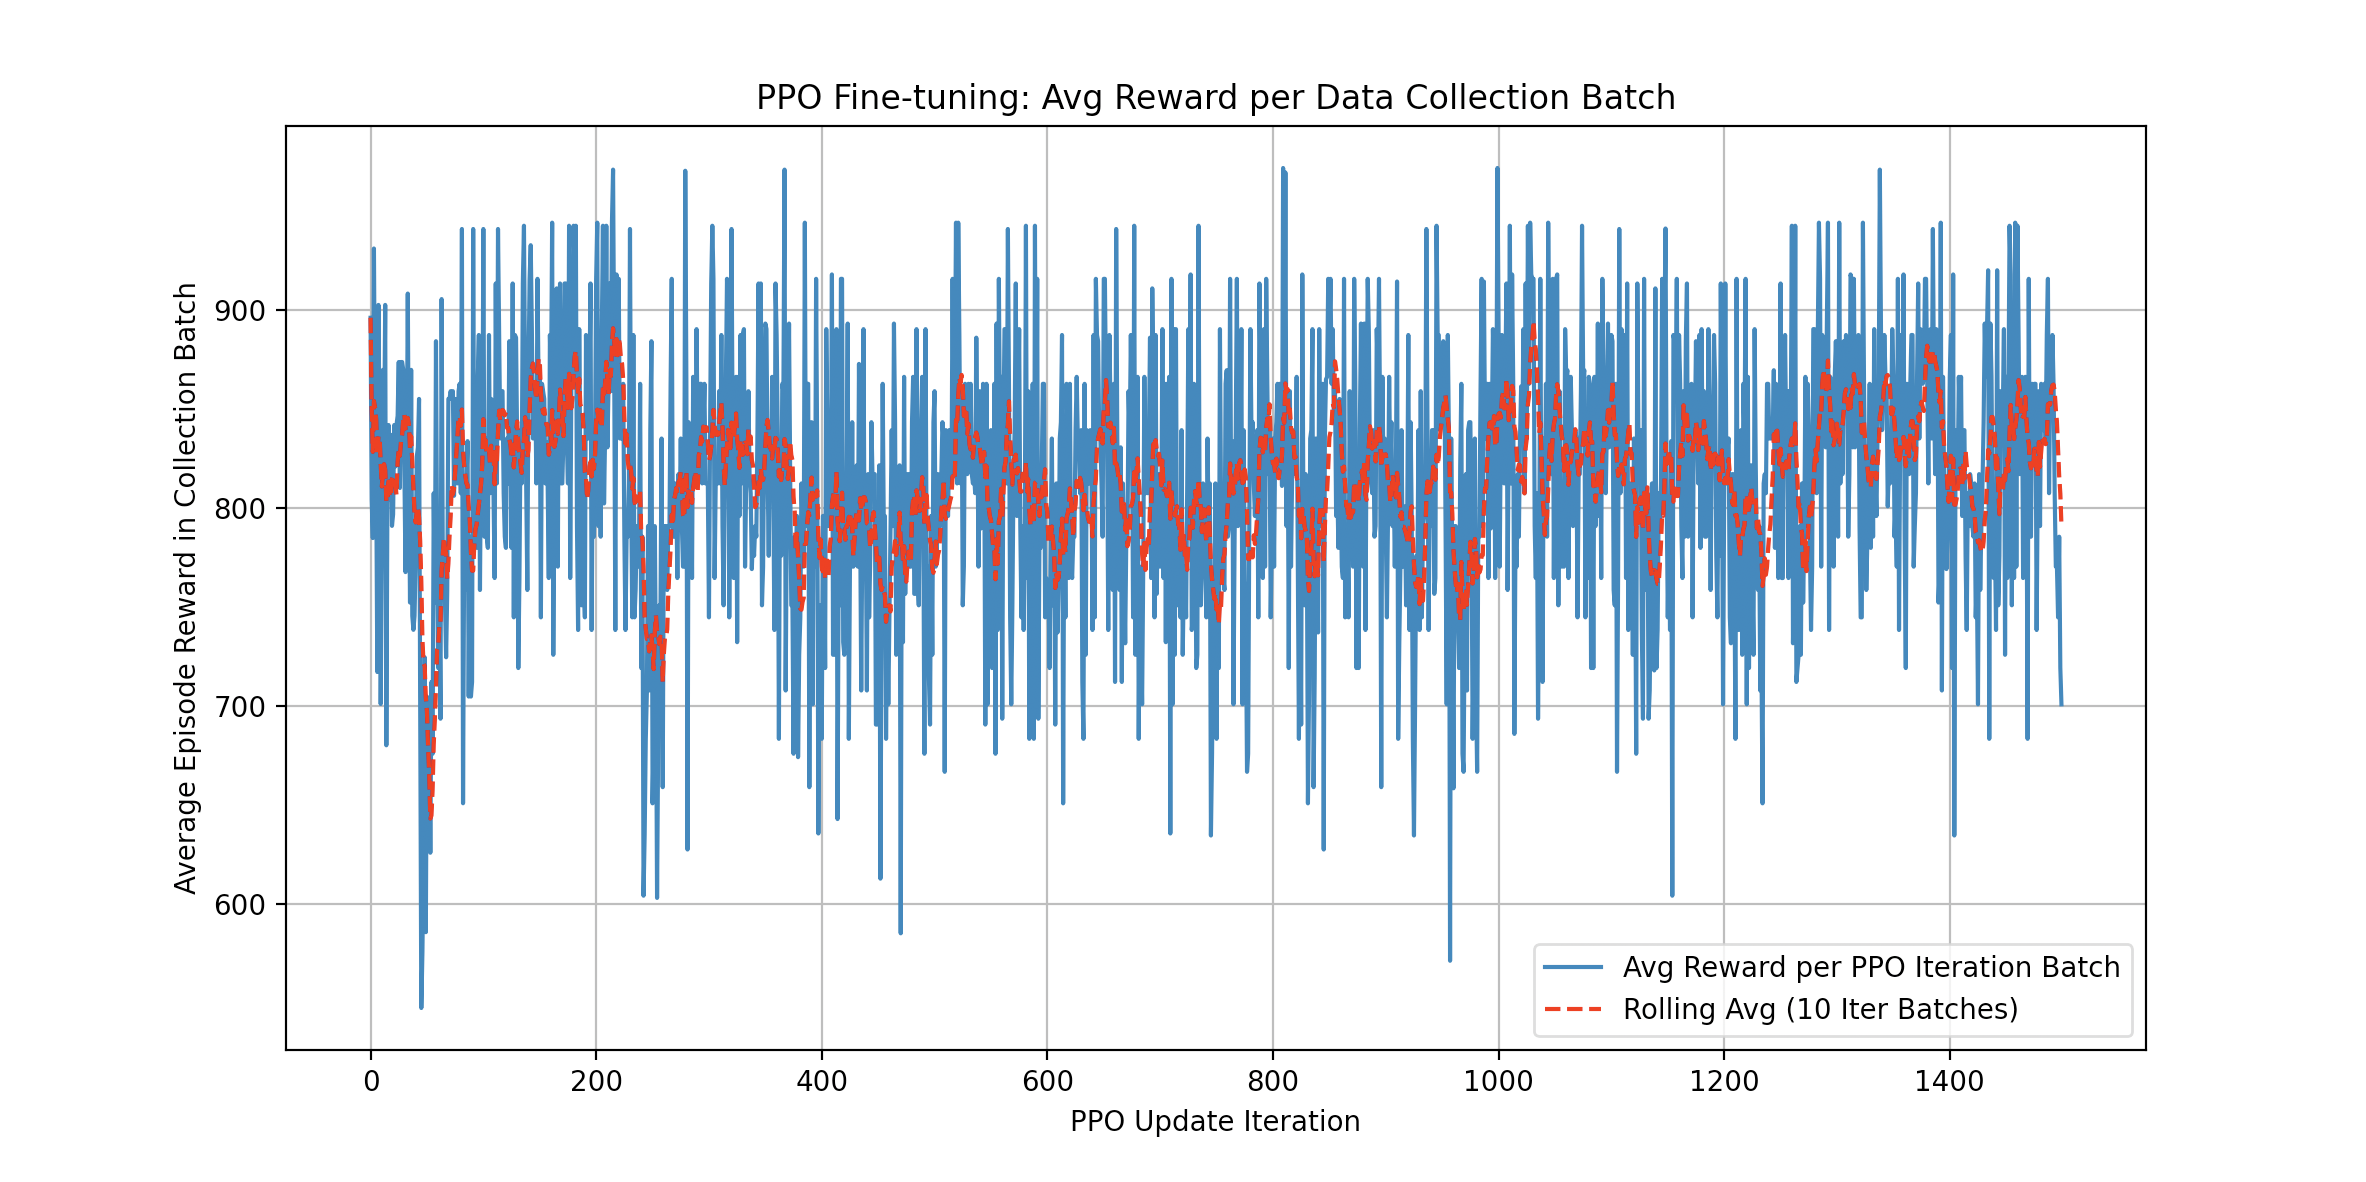 PPO Fine-tuning: Avg Reward per Data Collection Batch
Average Episode Reward in Collection Batch
900
800
700
600
0 200 400 600 800 1000 1200 1400
PPO Update Iteration
Avg Reward per PPO Iteration Batch
Rolling Avg (10 Iter Batches)